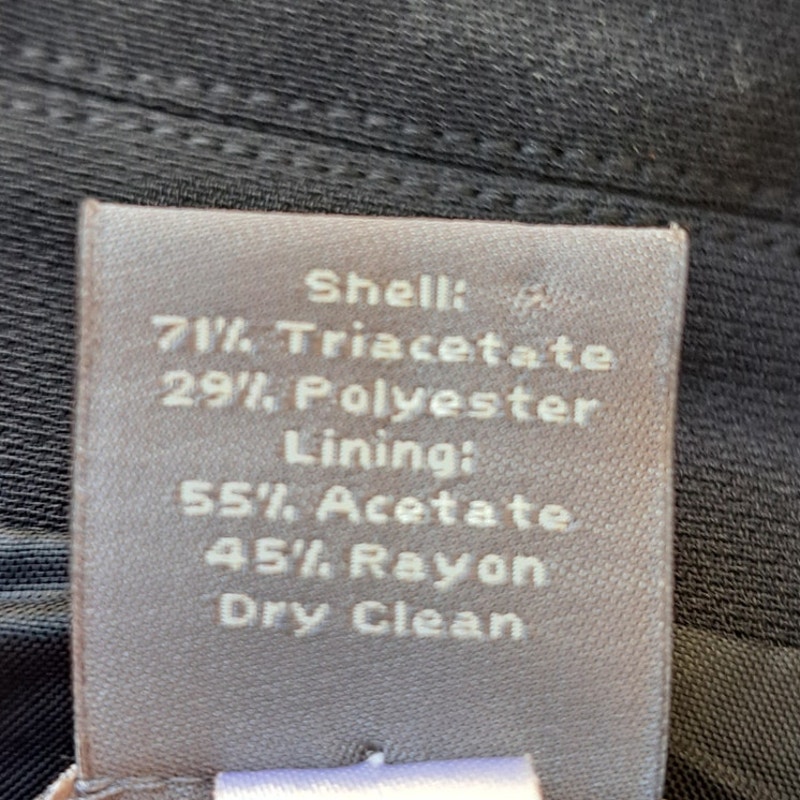 Shell:
71% Triacetate
29% Polyester
Lining:
55% Acetate
45% Rayon
Dry Clean